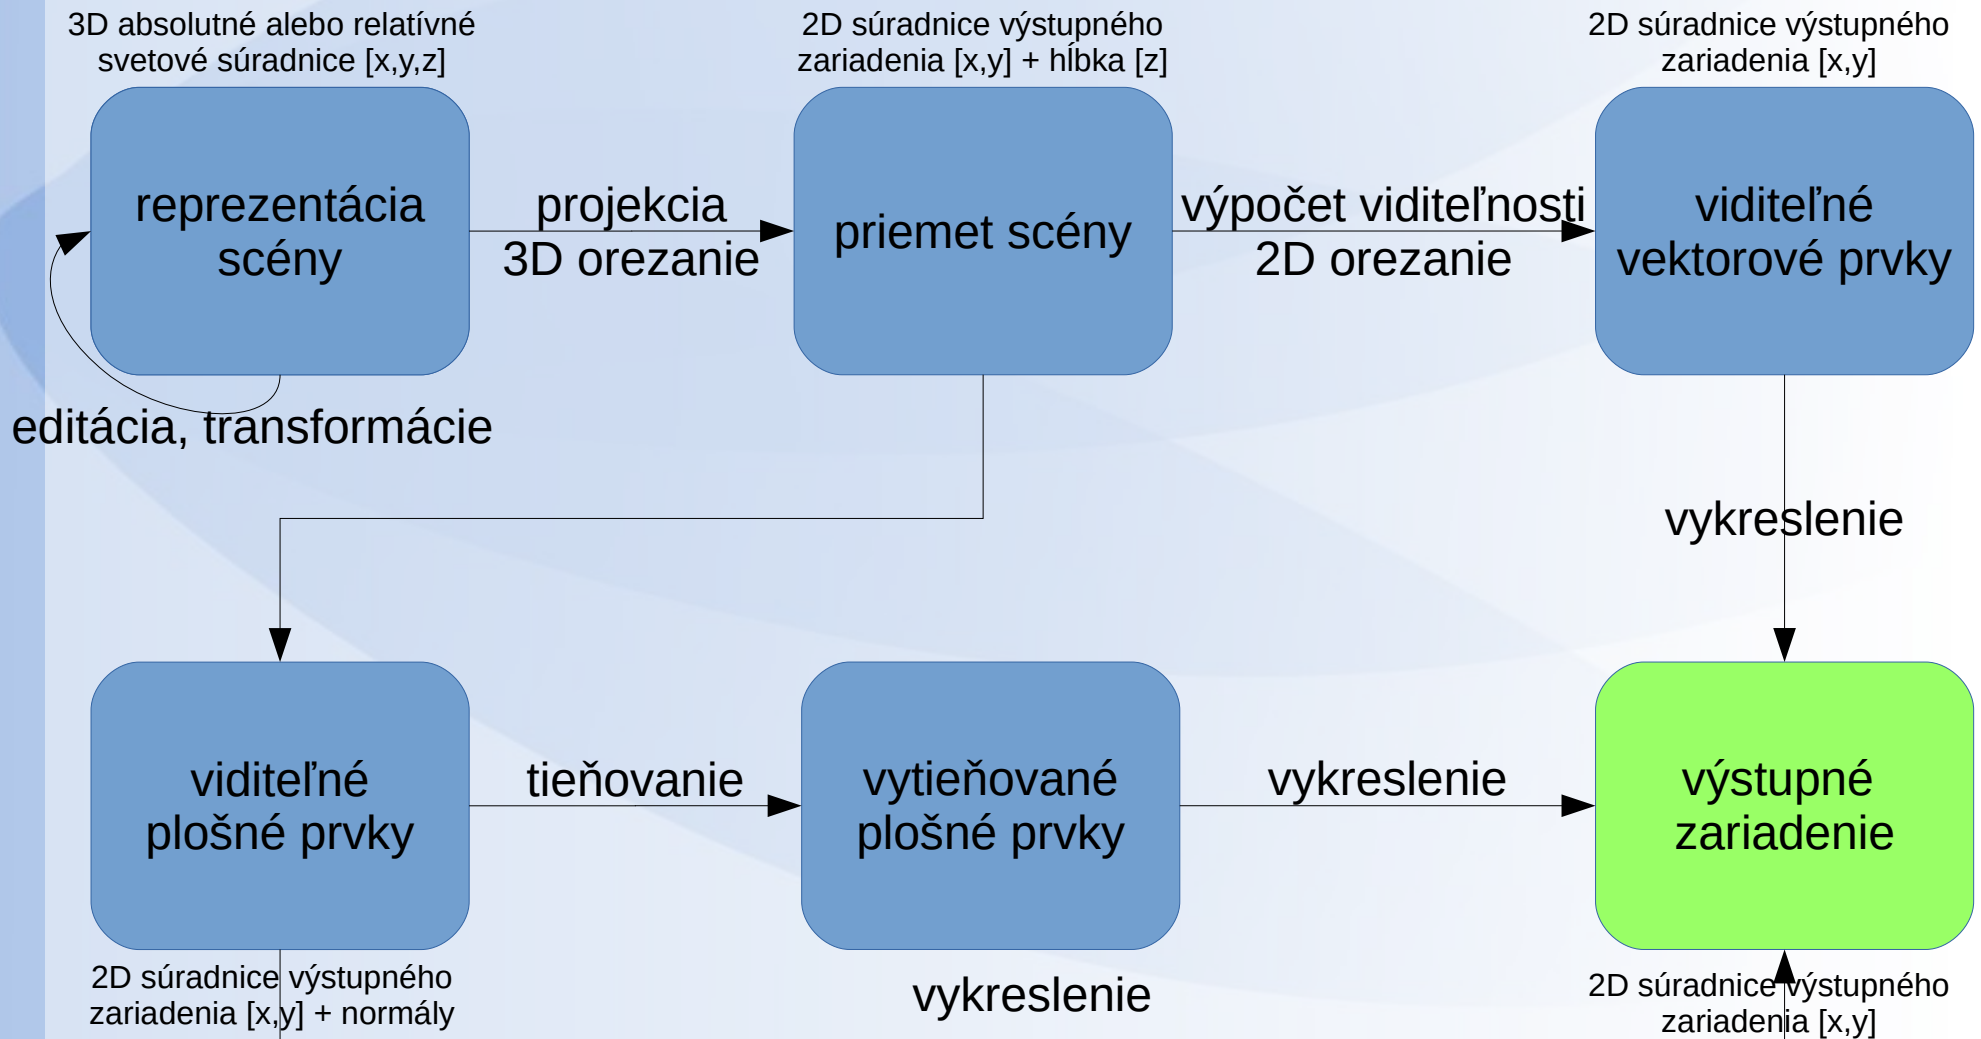 3D absolutné alebo relatívné
svetové súradnice [x,y,z]
2D súradnice výstupného
zariadenia [x,y] + hĺbka [z]
2D súradnice výstupného
zariadenia [x,y]
reprezentácia
scény
projekcia
3D orezanie
priemet scény
výpočet viditeľnosti
2D orezanie
viditeľné
vektorové prvky
editácia, transformácie
vykreslenie
viditeľné
plošné prvky
tieňovanie
vytieňované
plošné prvky
vykreslenie
výstupné
zariadenie
2D súradnice výstupného
zariadenia [x,y] + normály
vykreslenie
2D súradnice výstupného
zariadenia [x,y]